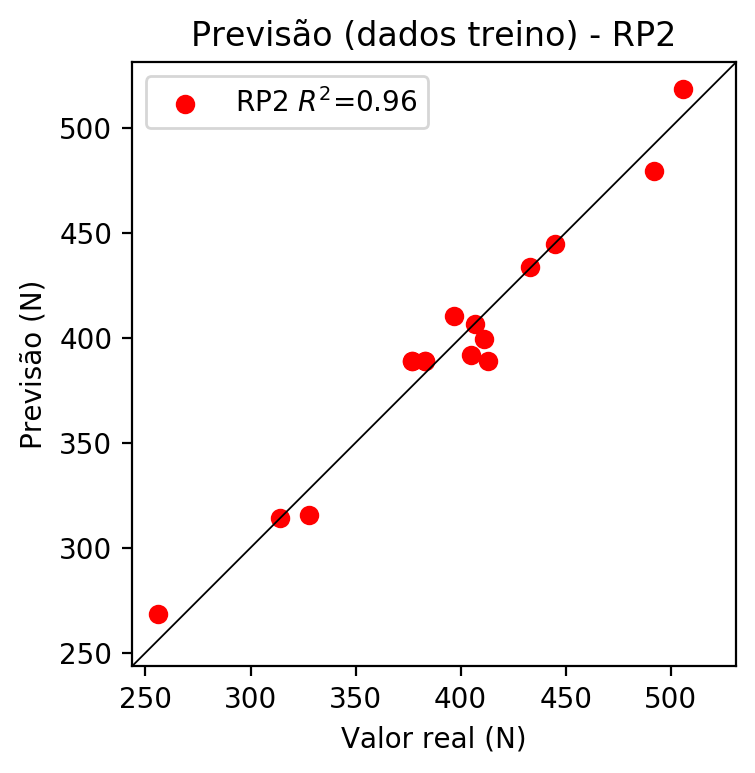 Previsão (dados treino) - RP2
RP2 R²=0.96
Previsão (N)
500
450
400
350
300
250
250 300 350 400 450 500
Valor real (N)